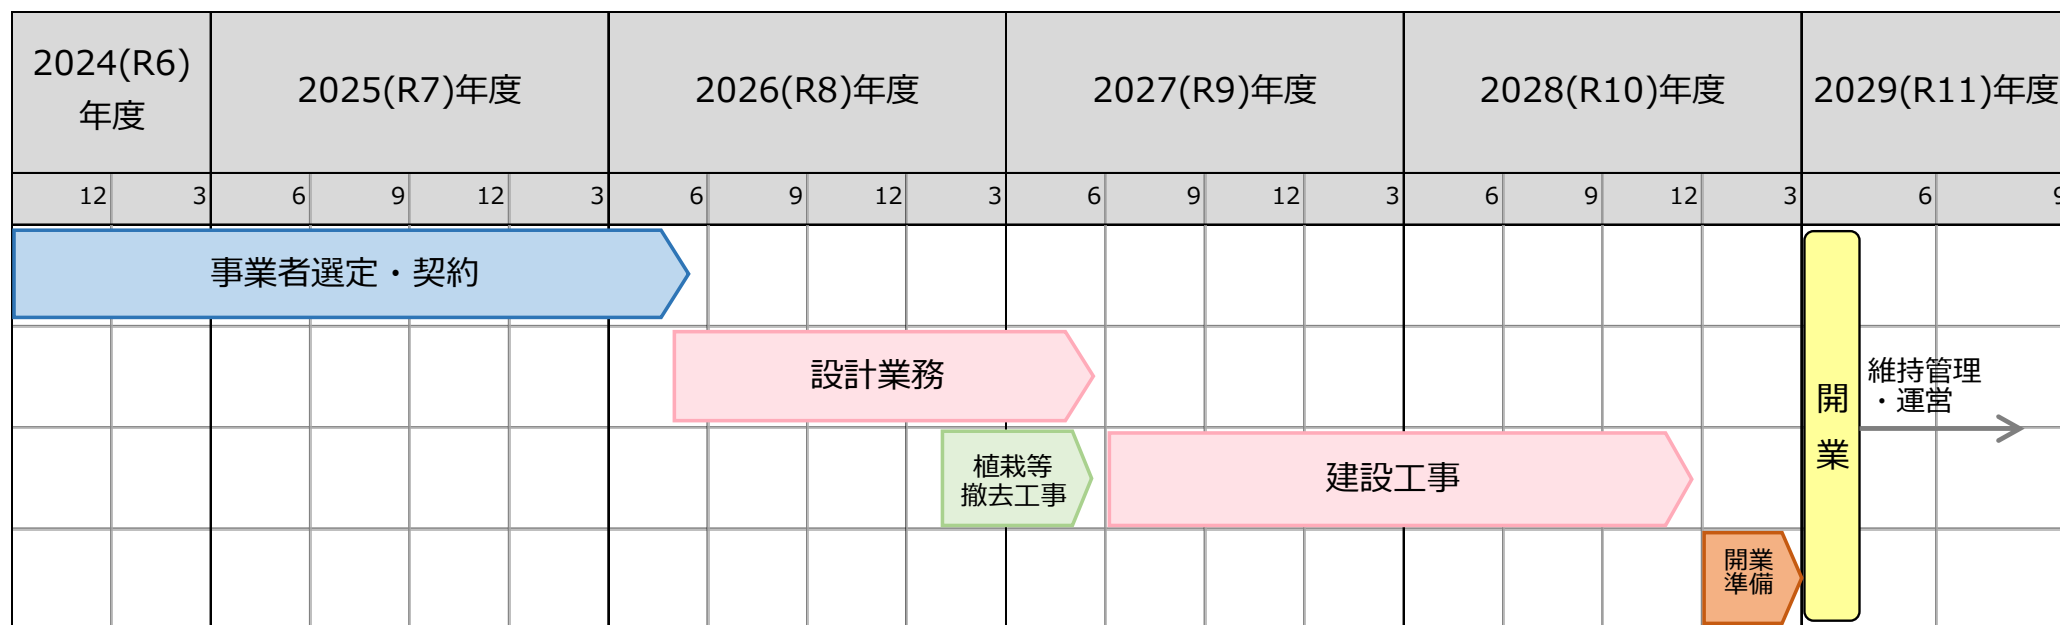 2024(R6)
年度
2025(R7)年度
2026(R8)年度
2027(R9)年度
2028(R10)年度
2029(R11)年度
12 3 6 9 12 3 6 9 12 3 6 9 12 3 6 9 12 3 6 9
事業者選定・契約
設計業務
植栽等
撤去工事
建設工事
開業
準備
開
業
維持管理
・運営